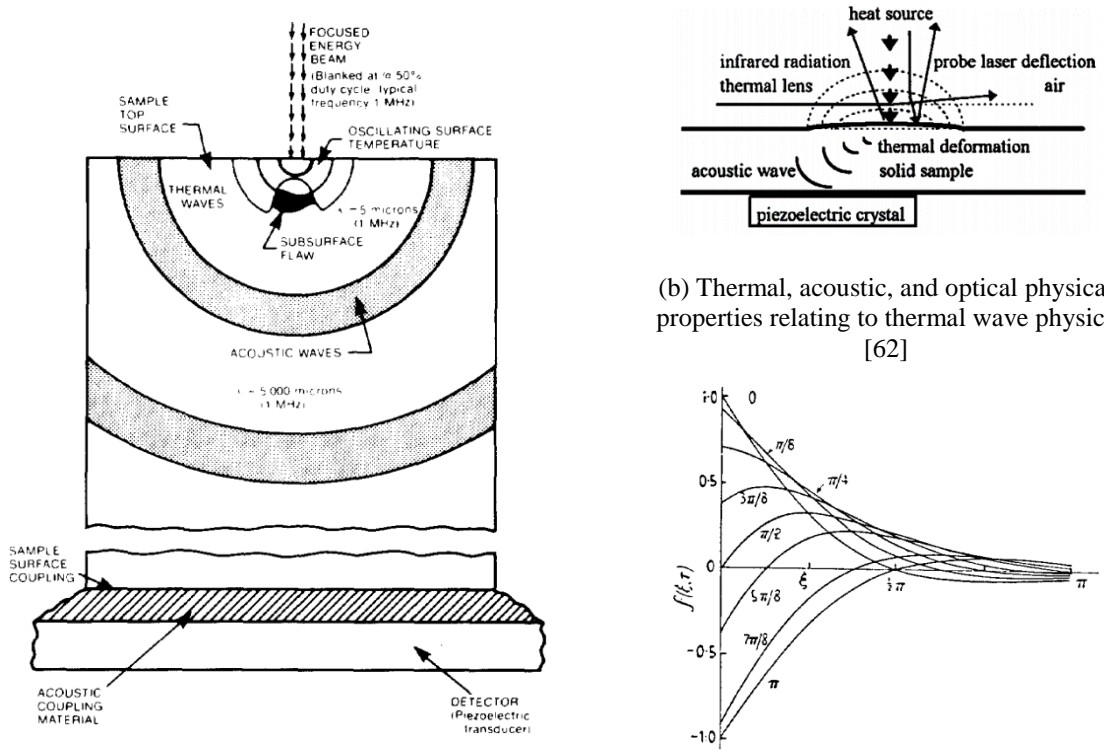 FOCUSED
ENERGY
BEAM
(Blanked at @ 50%
duty cycle typical
frequency 1 MHz)
SAMPLE
TOP
SURFACE
OSCILLATING SURFACE
TEMPERATURE
THERMAL
WAVES
5 microns
(1 MHz)
SUBSURFACE
FLAW
ACOUSTIC WAVES
5 000 microns
(1 MHz)
SAMPLE
SURFACE
COUPLING
ACOUSTIC
COUPLING
MATERIAL
DETECTOR
(Piezoelectric
transducer)
heat source
infrared radiation
thermal lens
probe laser deflection
air
thermal deformation
solid sample
acoustic wave
piezoelectric crystal
(b) Thermal, acoustic, and optical physica
properties relating to thermal wave physic
[62]
1·0
0
π/8
π/4
0·5
3π/8
π/2
0
ξ
½π
π
f(ξ,τ)
5π/8
7π/8
-0·5
π
-1·0